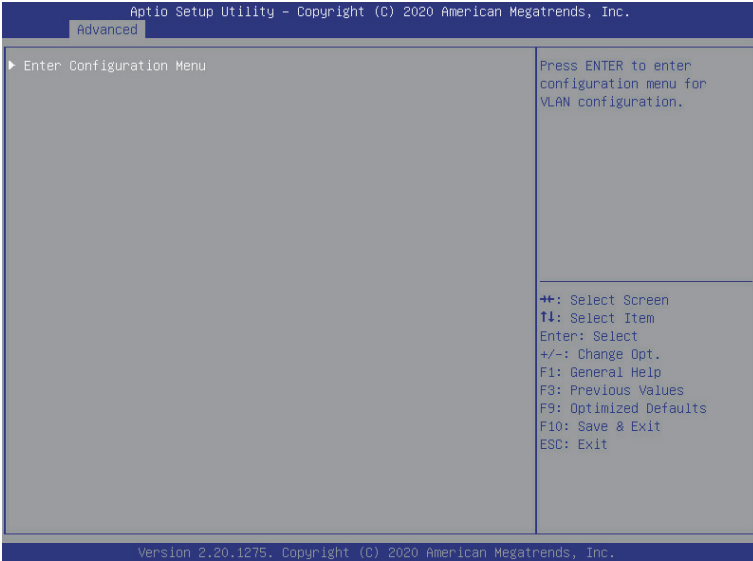 Aptio Setup Utility – Copyright (C) 2020 American Megatrends, Inc.
Advanced
▶ Enter Configuration Menu
Press ENTER to enter
configuration menu for
VLAN configuration.
→←: Select Screen
↑↓: Select Item
Enter: Select
+/-: Change Opt.
F1: General Help
F3: Previous Values
F9: Optimized Defaults
F10: Save & Exit
ESC: Exit
Version 2.20.1275. Copyright (C) 2020 American Megatrends, Inc.